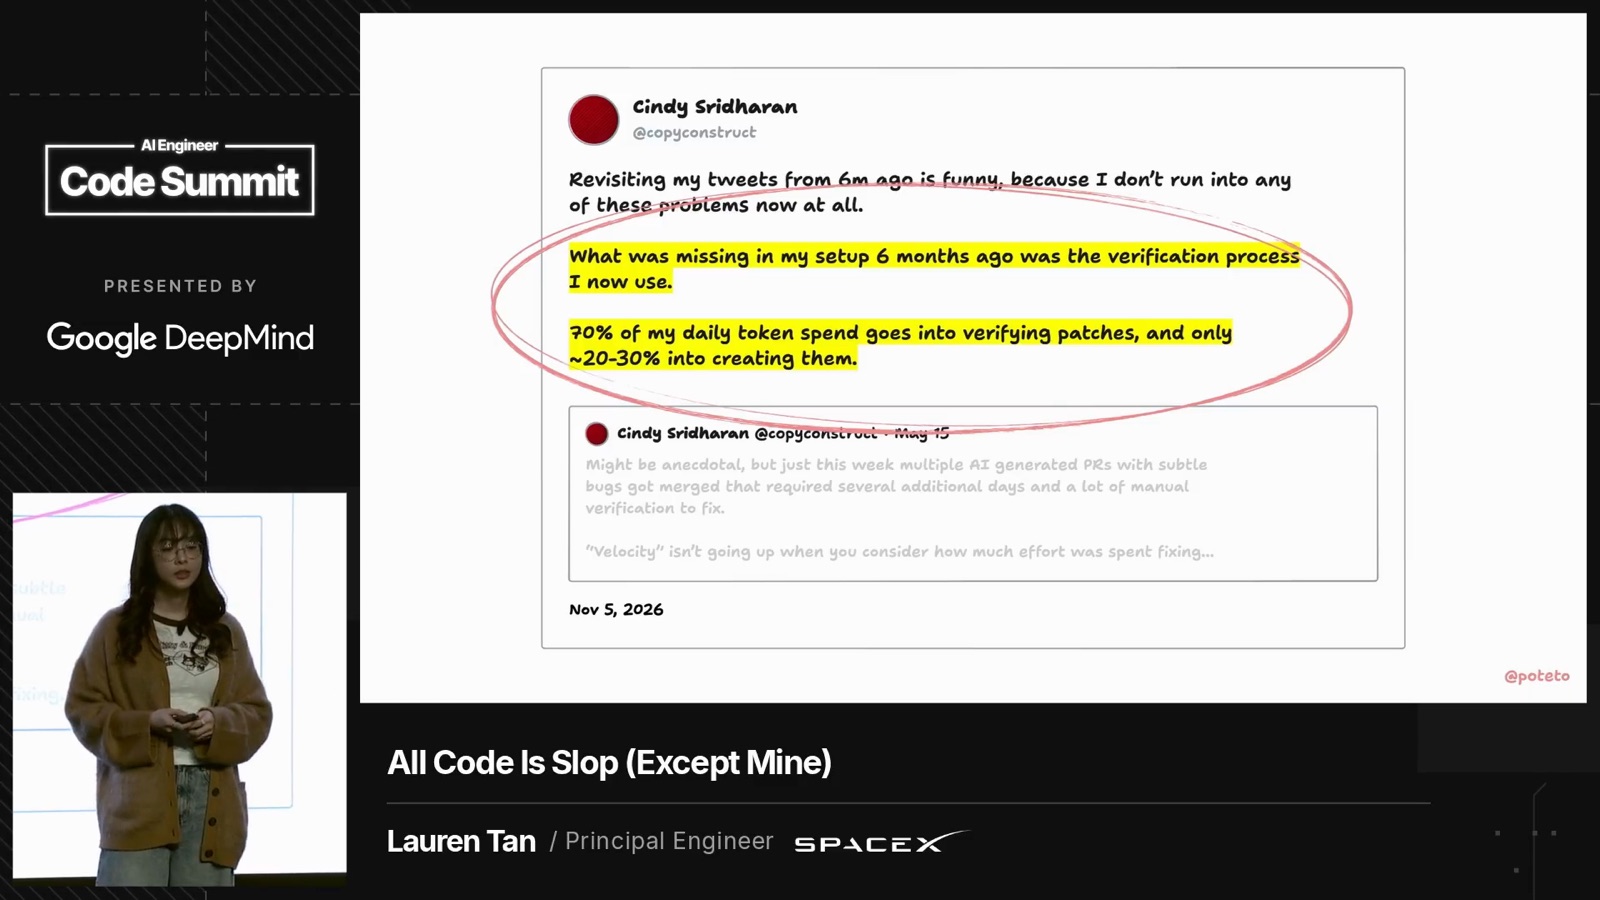 AI Engineer
Code Summit
PRESENTED BY
Google DeepMind
Cindy Sridharan
@copyconstruct
Revisiting my tweets from 6m ago is funny, because I don't run into any
of these problems now at all.
What was missing in my setup 6 months ago was the verification process
I now use.
70% of my daily token spend goes into verifying patches, and only
~20-30% into creating them.
Cindy Sridharan @copyconstruct · May 15
Might be anecdotal, but just this week multiple AI generated PRs with subtle
bugs got merged that required several additional days and a lot of manual
verification to fix.
"Velocity" isn't going up when you consider how much effort was spent fixing...
Nov 5, 2026
@poteto
subtle
fixing.
All Code Is Slop (Except Mine)
Lauren Tan / Principal Engineer SPACEX